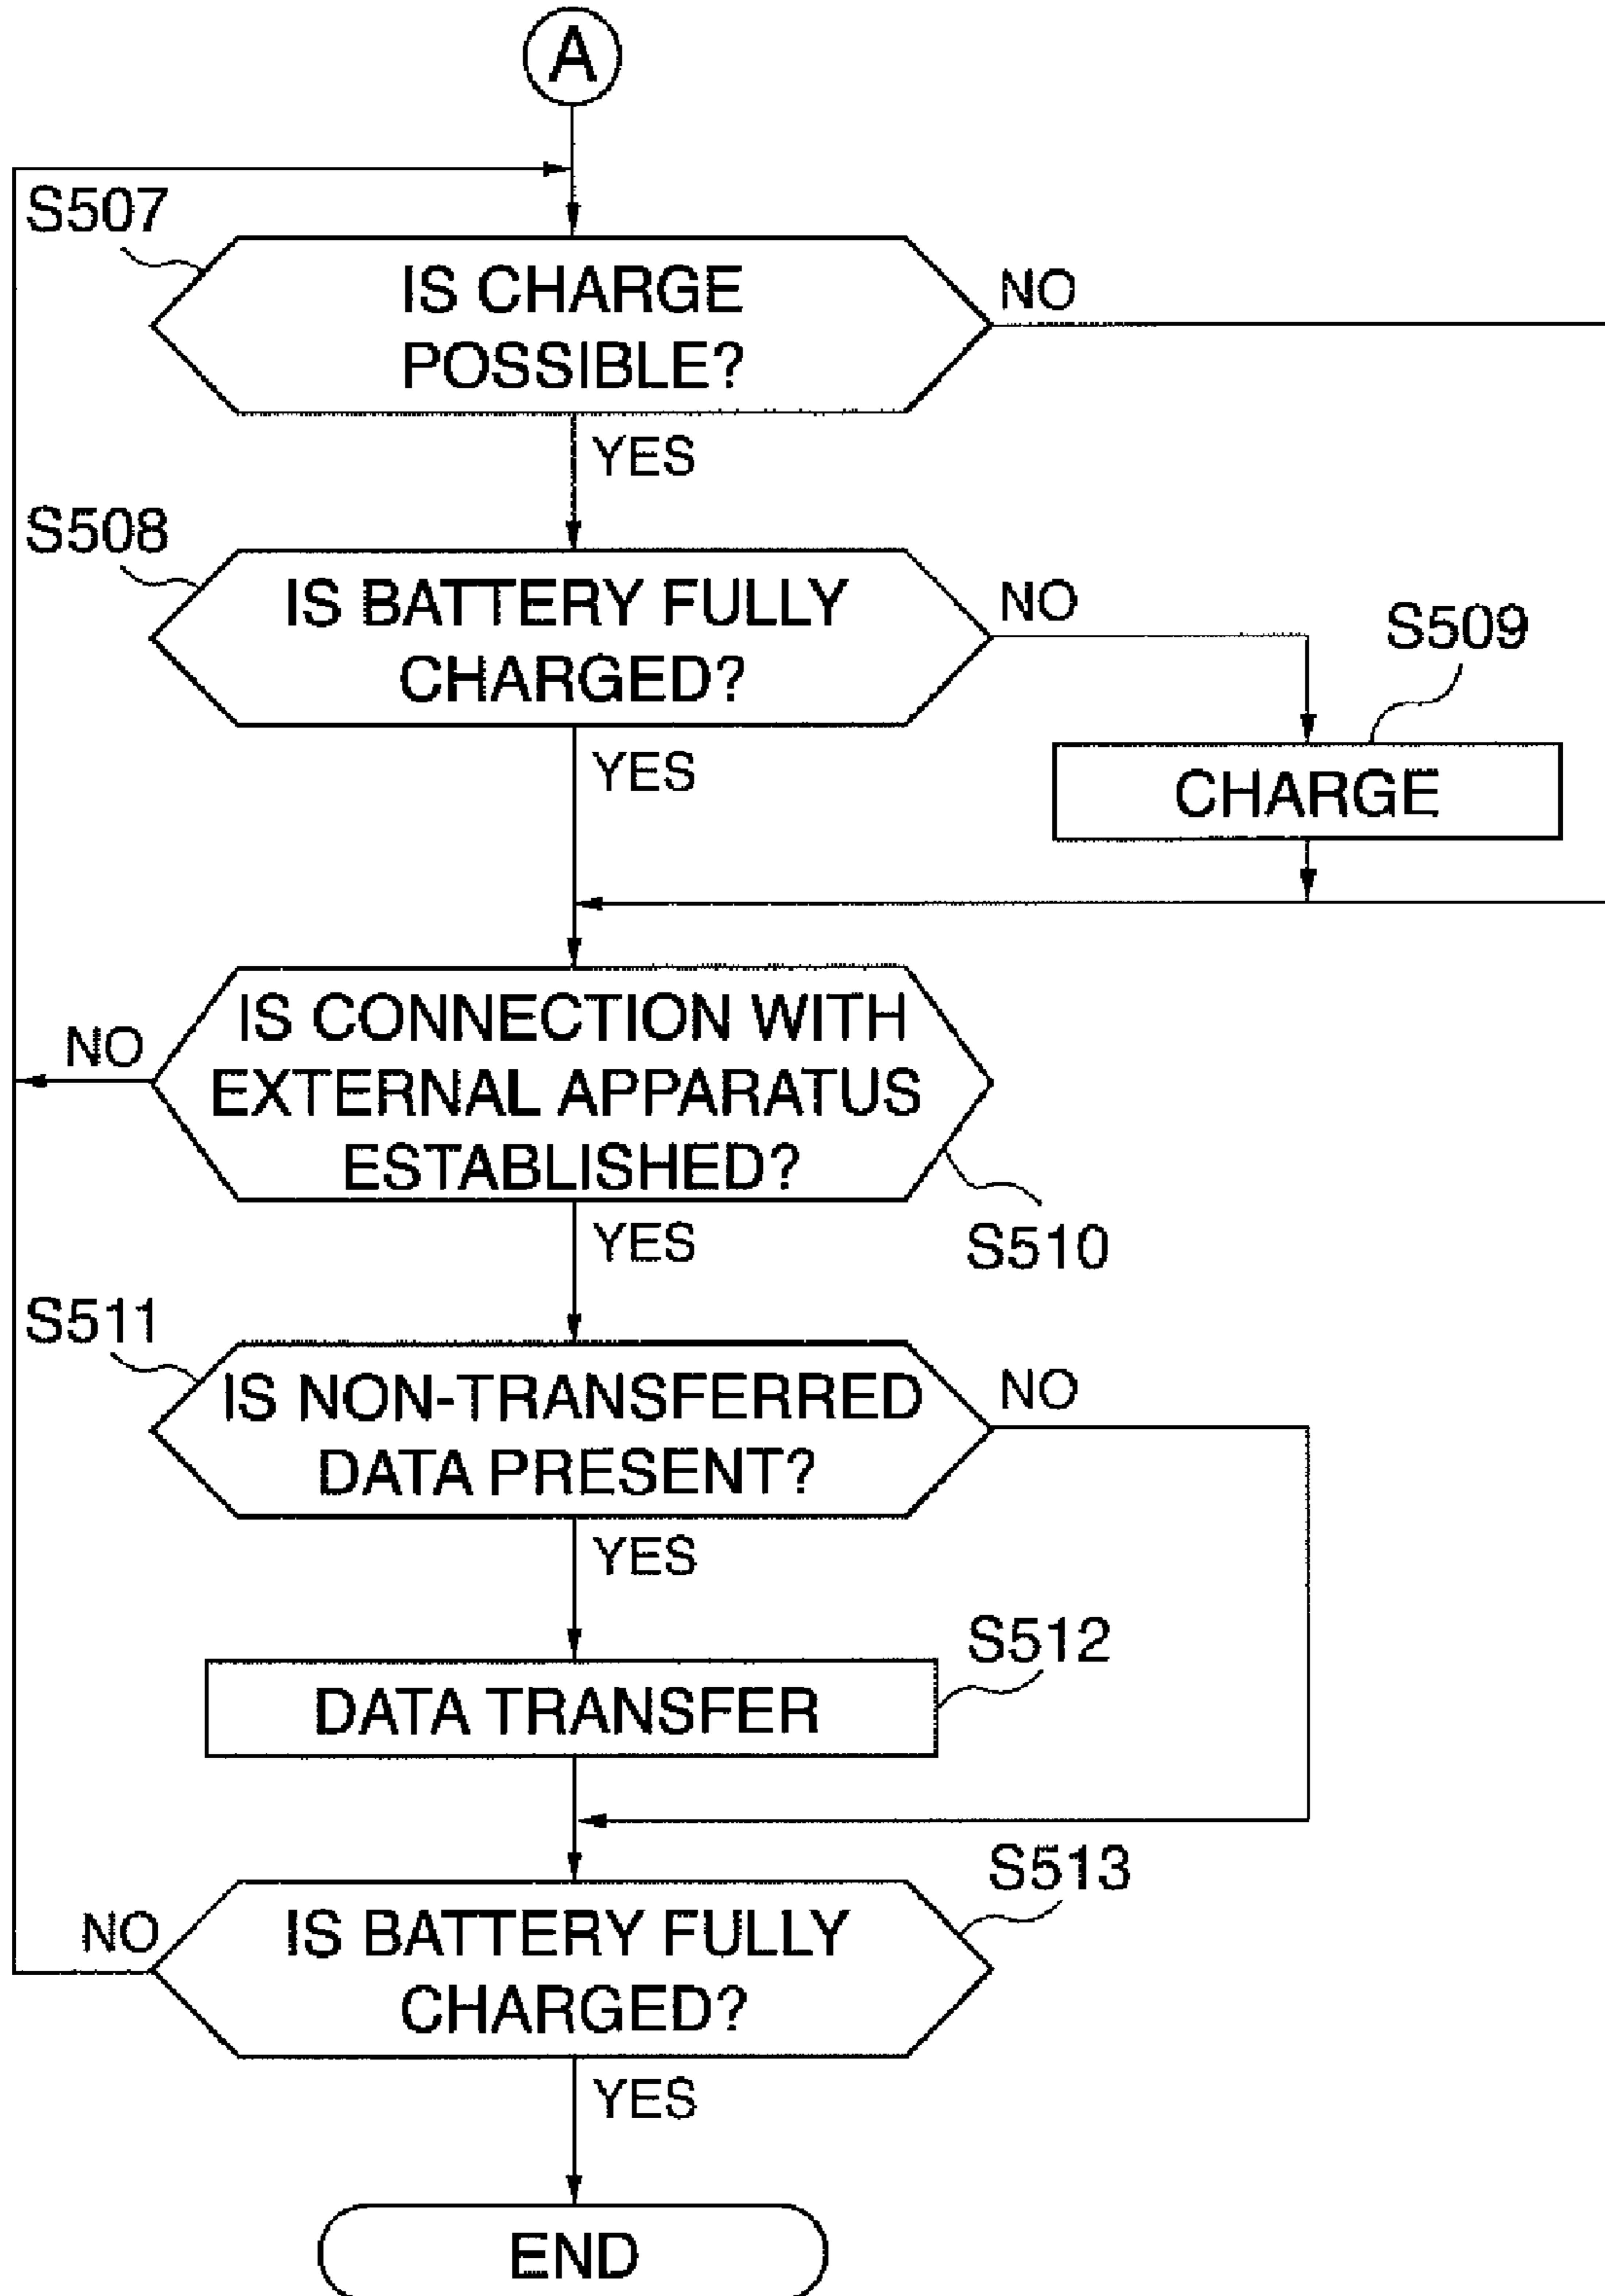 A
S507
IS CHARGE
POSSIBLE?
NO
YES
S508
IS BATTERY FULLY
CHARGED?
NO
S509
YES
CHARGE
IS CONNECTION WITH
EXTERNAL APPARATUS
ESTABLISHED?
NO
YES
S510
S511
IS NON-TRANSFERRED
DATA PRESENT?
NO
YES
S512
DATA TRANSFER
S513
IS BATTERY FULLY
CHARGED?
NO
YES
END